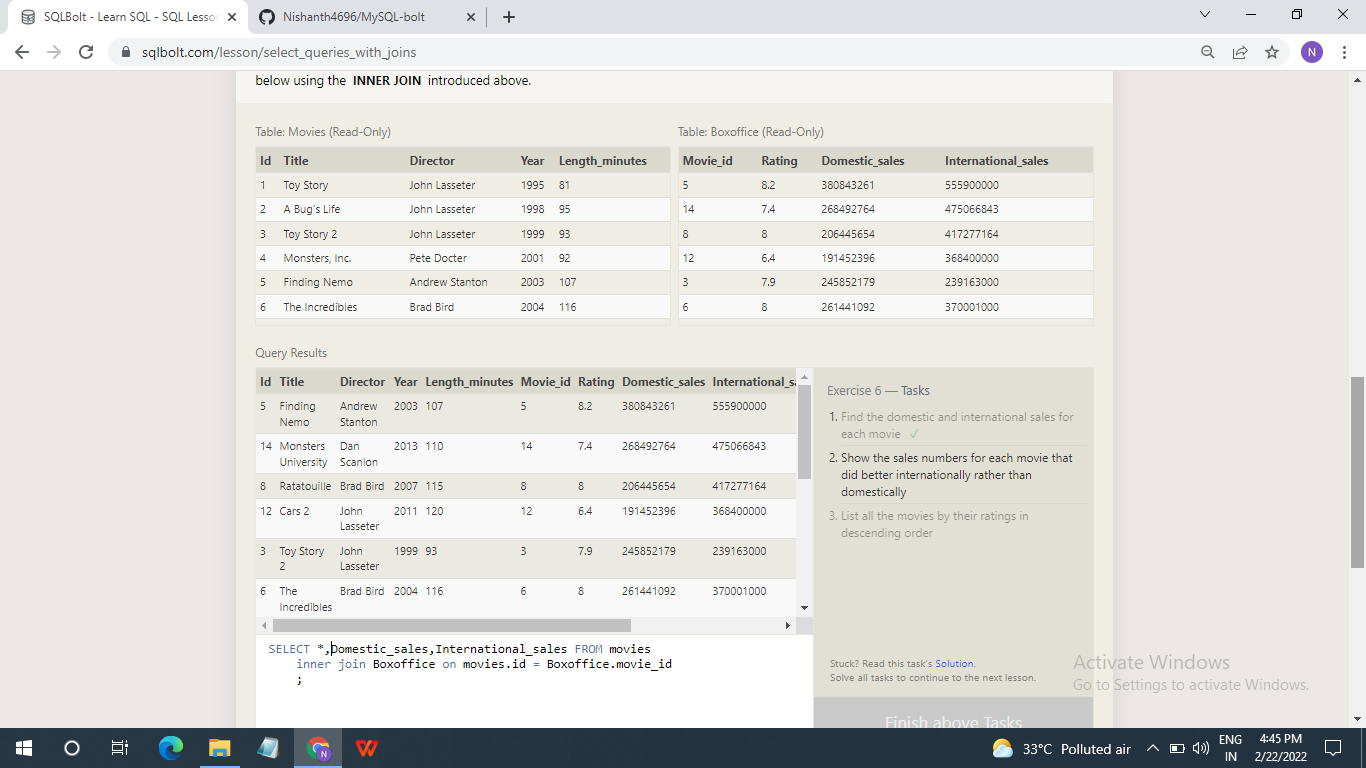 SQLBolt - Learn SQL - SQL Lesso
Nishanth4696/MySQL-bolt
sqlbolt.com/lesson/select_queries_with_joins
N
below using the INNER JOIN introduced above.
Table: Movies (Read-Only)
Id Title Director Year Length_minutes
1 Toy Story John Lasseter 1995 81
2 A Bug's Life John Lasseter 1998 95
3 Toy Story 2 John Lasseter 1999 93
4 Monsters, Inc. Pete Docter 2001 92
5 Finding Nemo Andrew Stanton 2003 107
6 The Incredibles Brad Bird 2004 116
Table: Boxoffice (Read-Only)
Movie_id Rating Domestic_sales International_sales
5 8.2 380843261 555900000
14 7.4 268492764 475066843
8 8 206445654 417277164
12 6.4 191452396 368400000
3 7.9 245852179 239163000
6 8 261441092 370001000
Query Results
Id Title Director Year Length_minutes Movie_id Rating Domestic_sales International_sa
5 Finding Andrew 2003 107 5 8.2 380843261 555900000
Nemo Stanton
14 Monsters Dan 2013 110 14 7.4 268492764 475066843
University Scanlon
8 Ratatouille Brad Bird 2007 115 8 8 206445654 417277164
12 Cars 2 John 2011 120 12 6.4 191452396 368400000
Lasseter
3 Toy Story John 1999 93 3 7.9 245852179 239163000
2 Lasseter
6 The Brad Bird 2004 116 6 8 261441092 370001000
Incredibles
SELECT *,Domestic_sales,International_sales FROM movies
inner join Boxoffice on movies.id = Boxoffice.movie_id
;
Exercise 6 — Tasks
1. Find the domestic and international sales for
each movie ✓
2. Show the sales numbers for each movie that
did better internationally rather than
domestically
3. List all the movies by their ratings in
descending order
Stuck? Read this task's Solution.
Solve all tasks to continue to the next lesson.
Finish above Tasks
Activate Windows
Go to Settings to activate Windows.
N
33°C Polluted air
ENG
IN
4:45 PM
2/22/2022